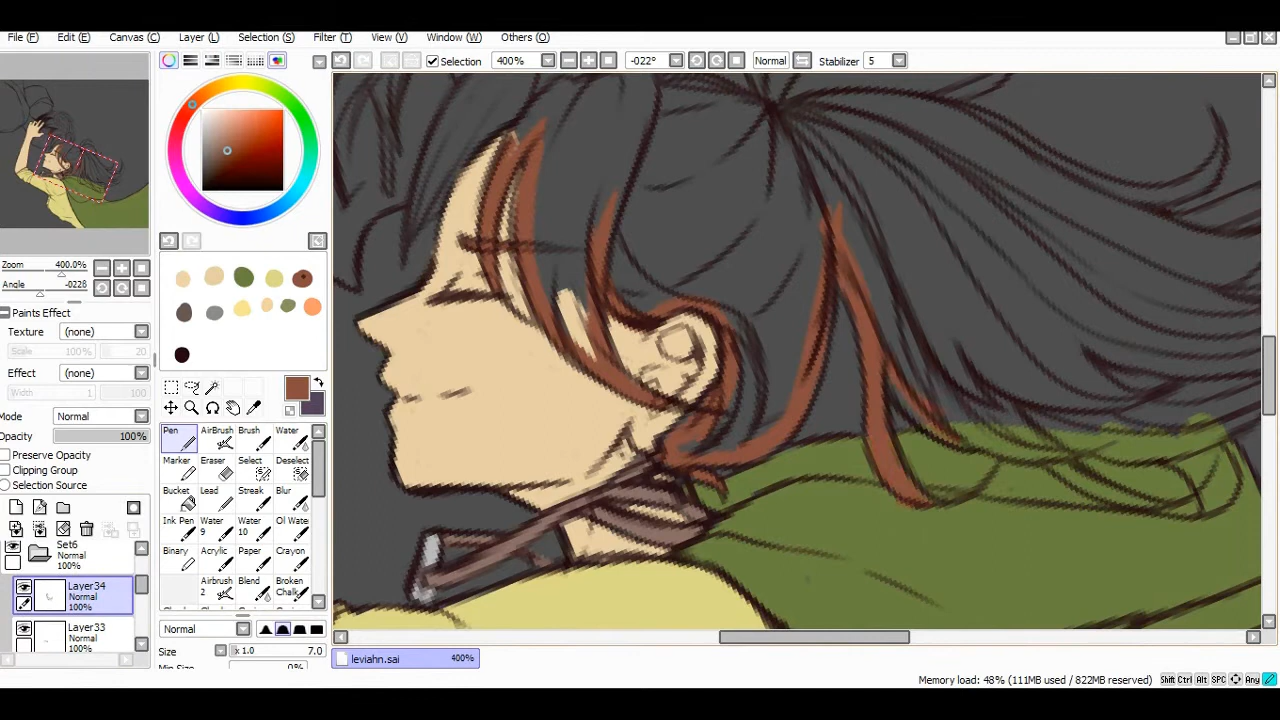 File (F) Edit (E) Canvas (C) Layer (L) Selection (S) Filter (T) View (V) Window (W) Others (O)
Selection 400% -022° Normal Stabilizer 5
Zoom 400.0%
Angle -022B
Paints Effect
Texture (none)
Scale 100% 20
Effect (none)
Width 1 100
Mode Normal
Opacity 100%
Preserve Opacity
Clipping Group
Selection Source
Set6
Normal
100%
Layer34
Normal
100%
Layer33
Normal
100%
Pen AirBrush Brush Water
Marker Eraser Select Deselect
Bucket Lead Streak Blur
Ink Pen Water 9 Water 10 Ol Wate
Binary Acrylic Paper Crayon
Airbrush 2 Blend Broken Chalk
Normal
Size x 1.0 7.0
Min Size 0%
leviahn.sai 400%
Memory load: 48% (111MB used / 822MB reserved) Shift Ctrl Alt SPC Any